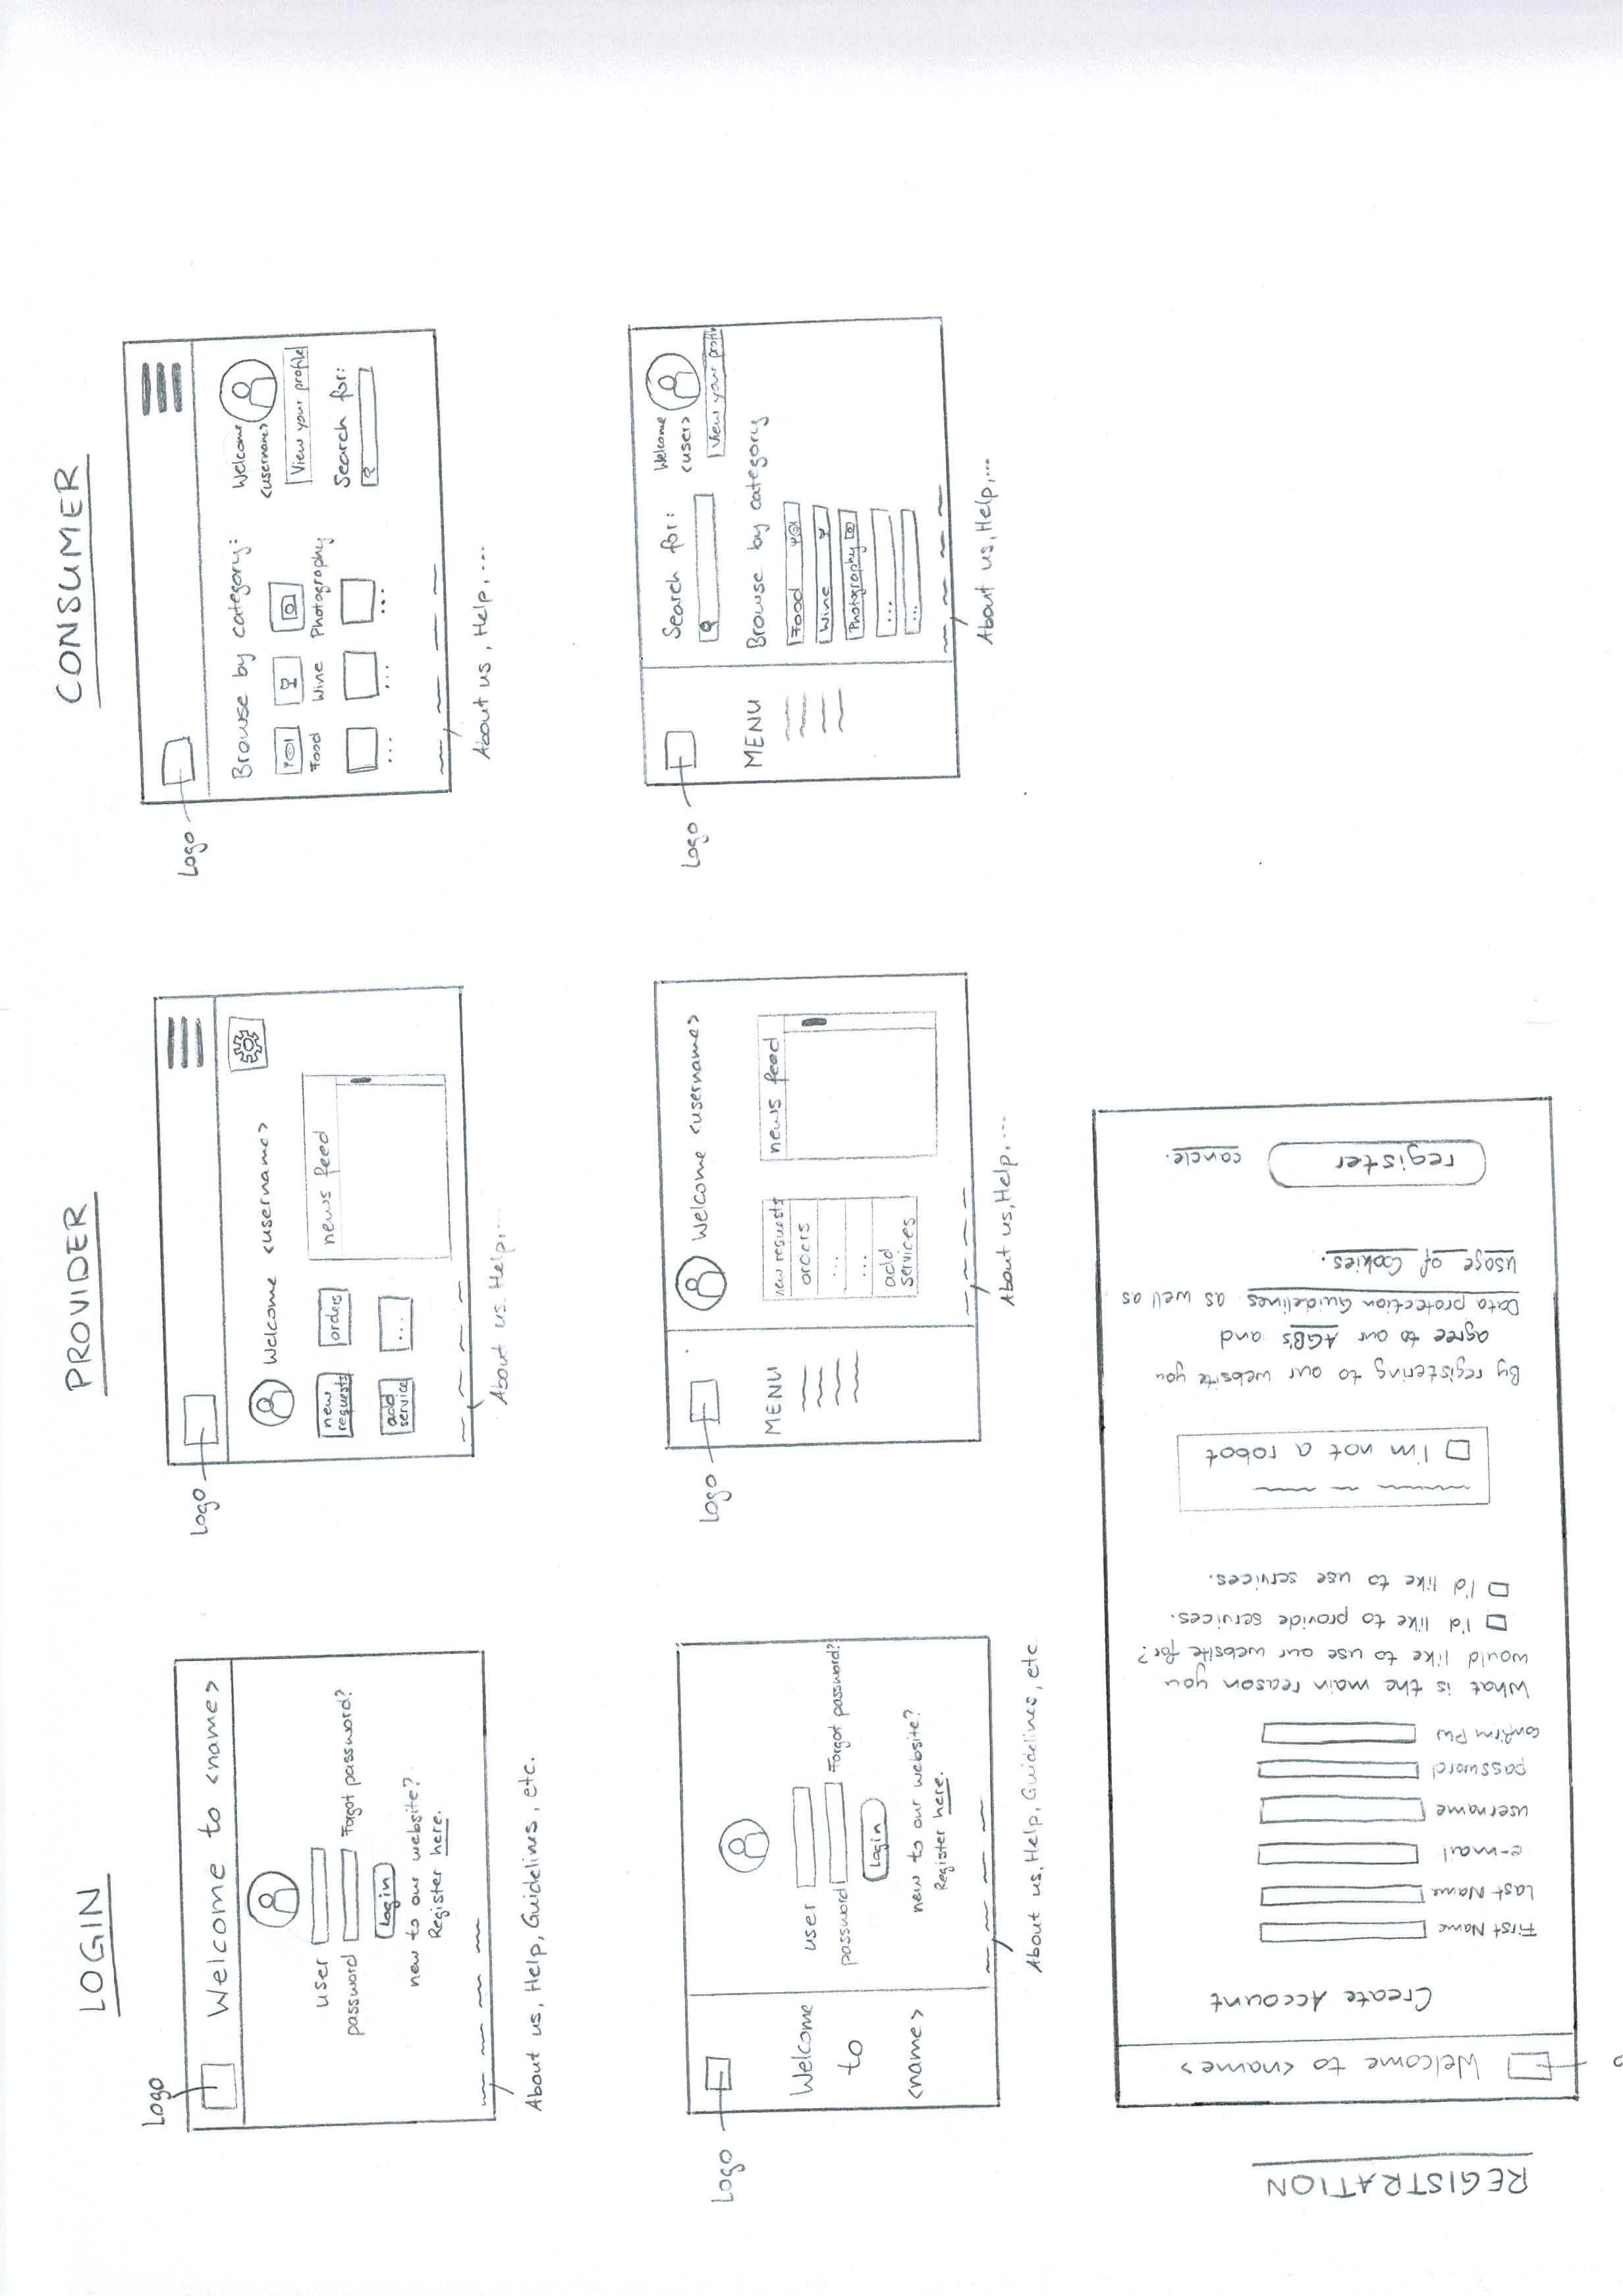 LOGIN
Logo
Welcome to <name>
user
password
Forgot password?
Login
new to our website?
Register here.
About us, Help, Guidelines, etc.
Logo
Welcome
to
<name>
user
password
Forgot password?
Login
new to our website?
Register here.
About us, Help, Guidelines, etc
PROVIDER
Logo
Welcome <username>
new
requests
orders
add
service
...
news feed
About us, Help,...
Logo
MENU
Welcome <username>
new requests
orders
...
...
add
services
news feed
About us, Help,...
CONSUMER
Logo
Browse by category:
Food
Wine
Photography
...
...
...
Welcome
<username>
View your profile
Search for:
About us, Help,...
Logo
MENU
Search for:
Welcome
<user>
View your profil
Browse by category
Food
Wine
Photography
...
...
About us, Help,...
REGISTRATION
Welcome to <name>
Create Account
First Name
Last Name
e-mail
username
password
confirm PW
What is the main reason you
would like to use our website for?
I'd like to provide services.
I'd like to use services.
I'm not a robot
By registering to our website you
agree to our AGB's and
Data protection Guidelines as well as
usage of Cookies.
register
cancle.